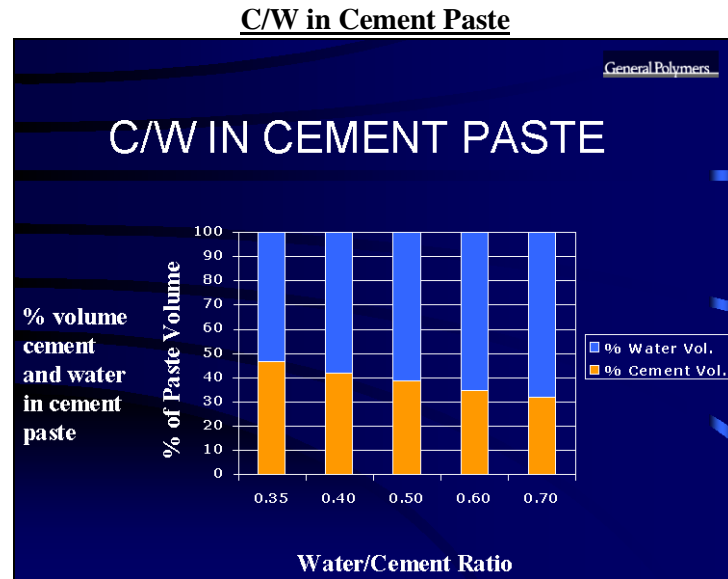 C/W in Cement Paste
General Polymers
C/W IN CEMENT PASTE
% volume
cement
and water
in cement
paste
% of Paste Volume
100
90
80
70
60
50
40
30
20
10
0
0.35 0.40 0.50 0.60 0.70
Water/Cement Ratio
% Water Vol.
% Cement Vol.